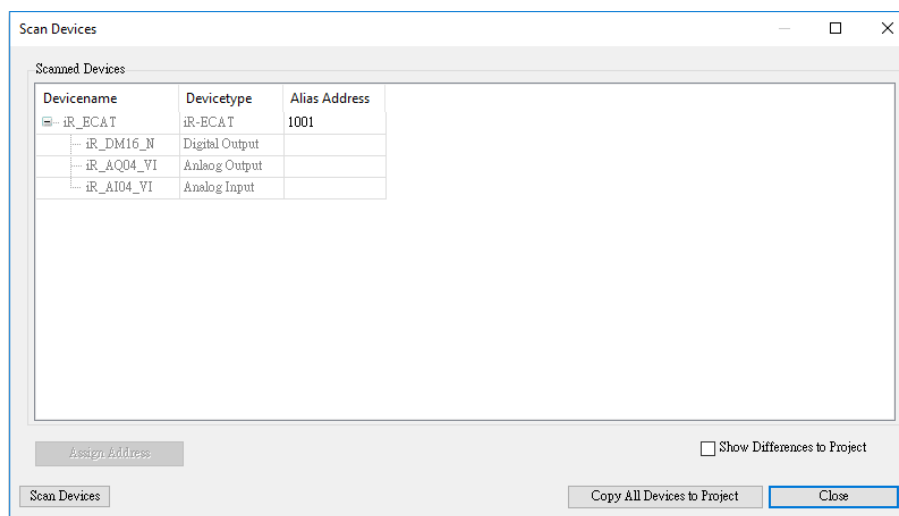 Scan Devices
Scanned Devices
Devicename Devicetype Alias Address
iR_ECAT iR-ECAT 1001
iR_DM16_N Digital Output
iR_AQ04_VI Anlaog Output
iR_AI04_VI Analog Input
Assign Address
Show Differences to Project
Scan Devices Copy All Devices to Project Close